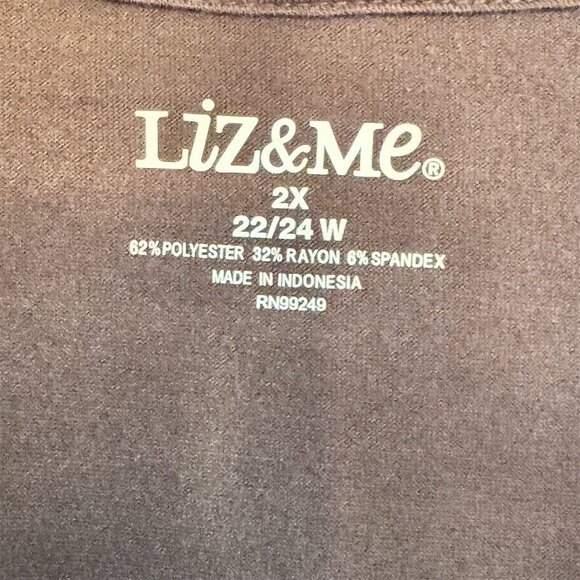 Liz&Me®
2X
22/24 W
62% POLYESTER 32% RAYON 6% SPANDEX
MADE IN INDONESIA
RN99249